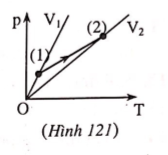 p V₁ (2) V₂
(1)
O T
(Hình 121)